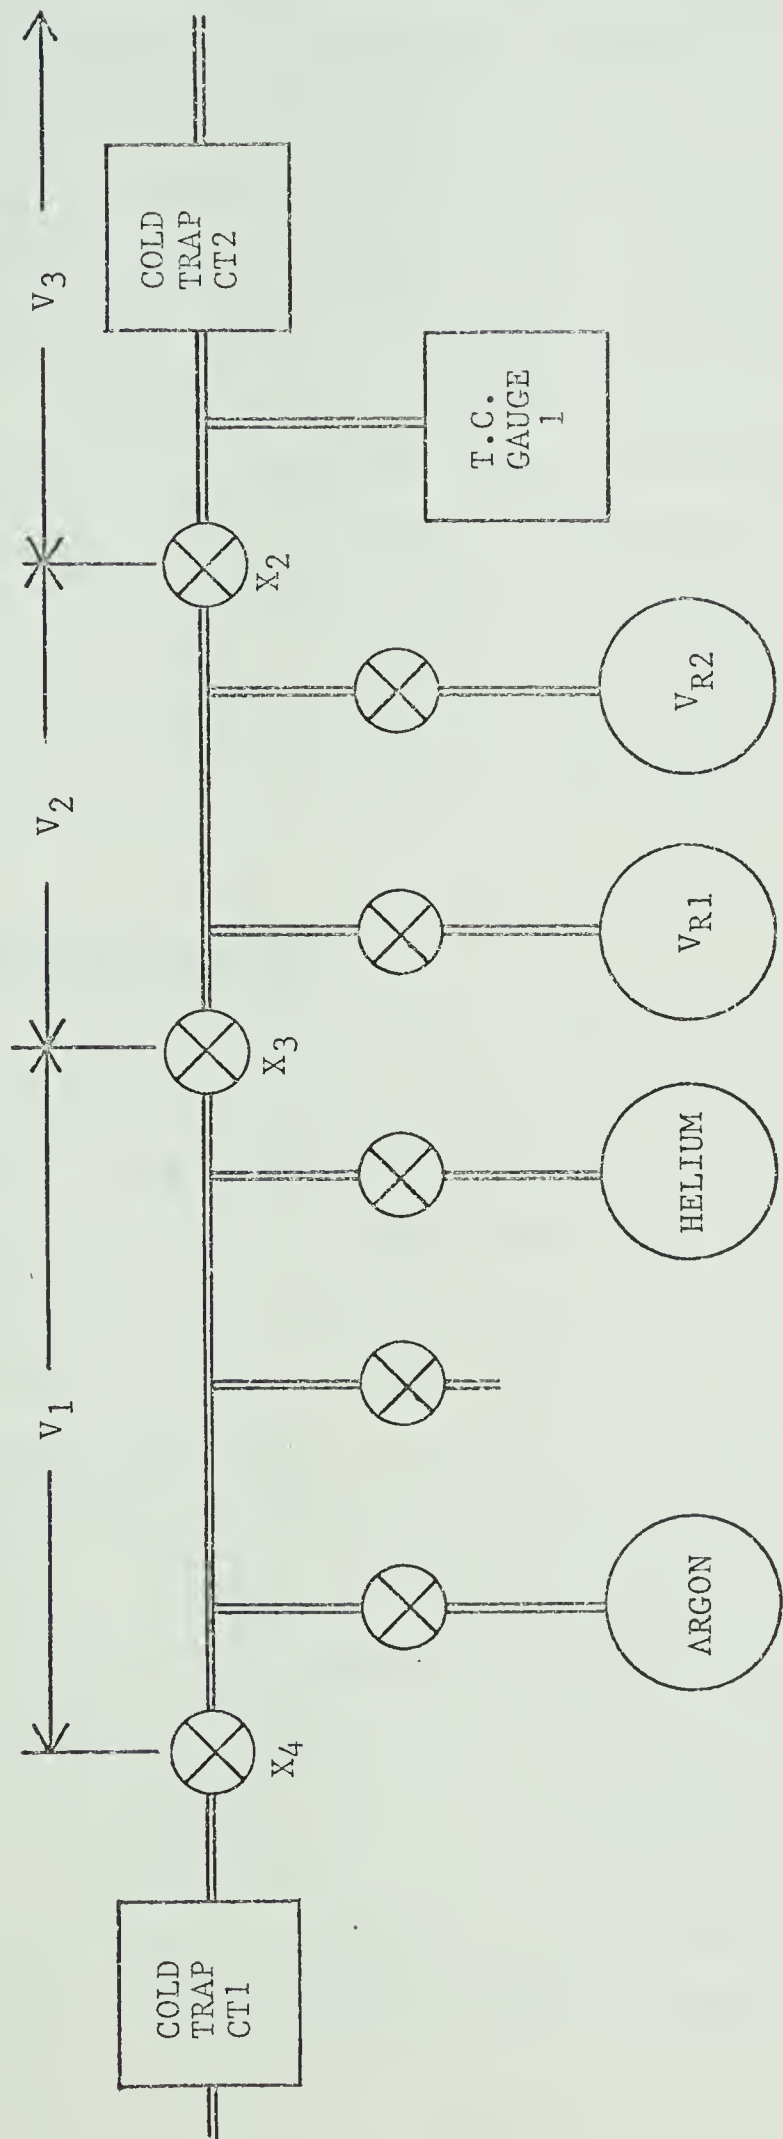 V1
V2
V3
COLD
TRAP
CT1
X4
X3
X2
COLD
TRAP
CT2
T.C.
GAUGE
1
ARGON
HELIUM
VR1
VR2